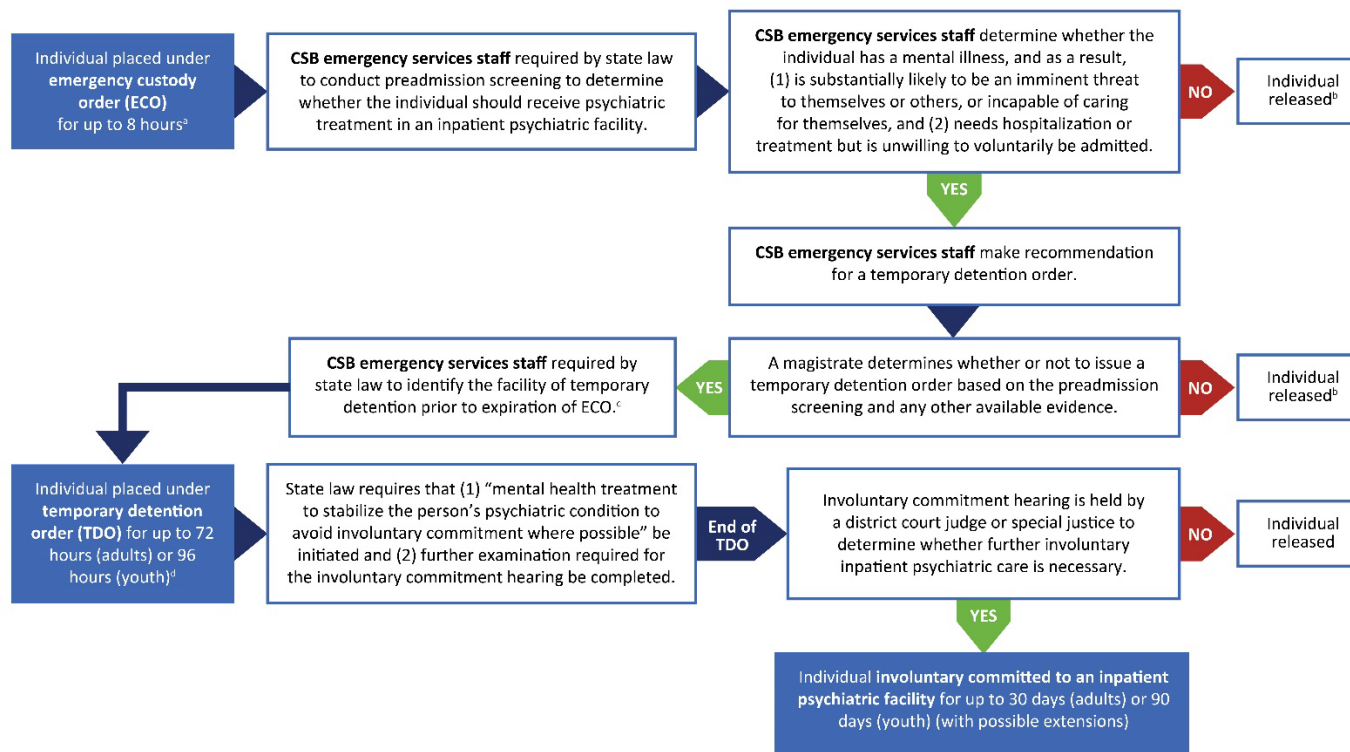 Individual placed under
emergency custody
order (ECO)
for up to 8 hoursᵃ
CSB emergency services staff required by state law
to conduct preadmission screening to determine
whether the individual should receive psychiatric
treatment in an inpatient psychiatric facility.
CSB emergency services staff determine whether the
individual has a mental illness, and as a result,
(1) is substantially likely to be an imminent threat
to themselves or others, or incapable of caring
for themselves, and (2) needs hospitalization or
treatment but is unwilling to voluntarily be admitted.
NO
Individual
releasedᵇ
YES
CSB emergency services staff make recommendation
for a temporary detention order.
A magistrate determines whether or not to issue a
temporary detention order based on the preadmission
screening and any other available evidence.
NO
Individual
releasedᵇ
YES
CSB emergency services staff required by
state law to identify the facility of temporary
detention prior to expiration of ECO.ᶜ
Individual placed under
temporary detention
order (TDO) for up to 72
hours (adults) or 96
hours (youth)ᵈ
State law requires that (1) “mental health treatment
to stabilize the person’s psychiatric condition to
avoid involuntary commitment where possible” be
initiated and (2) further examination required for
the involuntary commitment hearing be completed.
End of
TDO
Involuntary commitment hearing is held by
a district court judge or special justice to
determine whether further involuntary
inpatient psychiatric care is necessary.
NO
Individual
released
YES
Individual involuntary committed to an inpatient
psychiatric facility for up to 30 days (adults) or 90
days (youth) (with possible extensions)